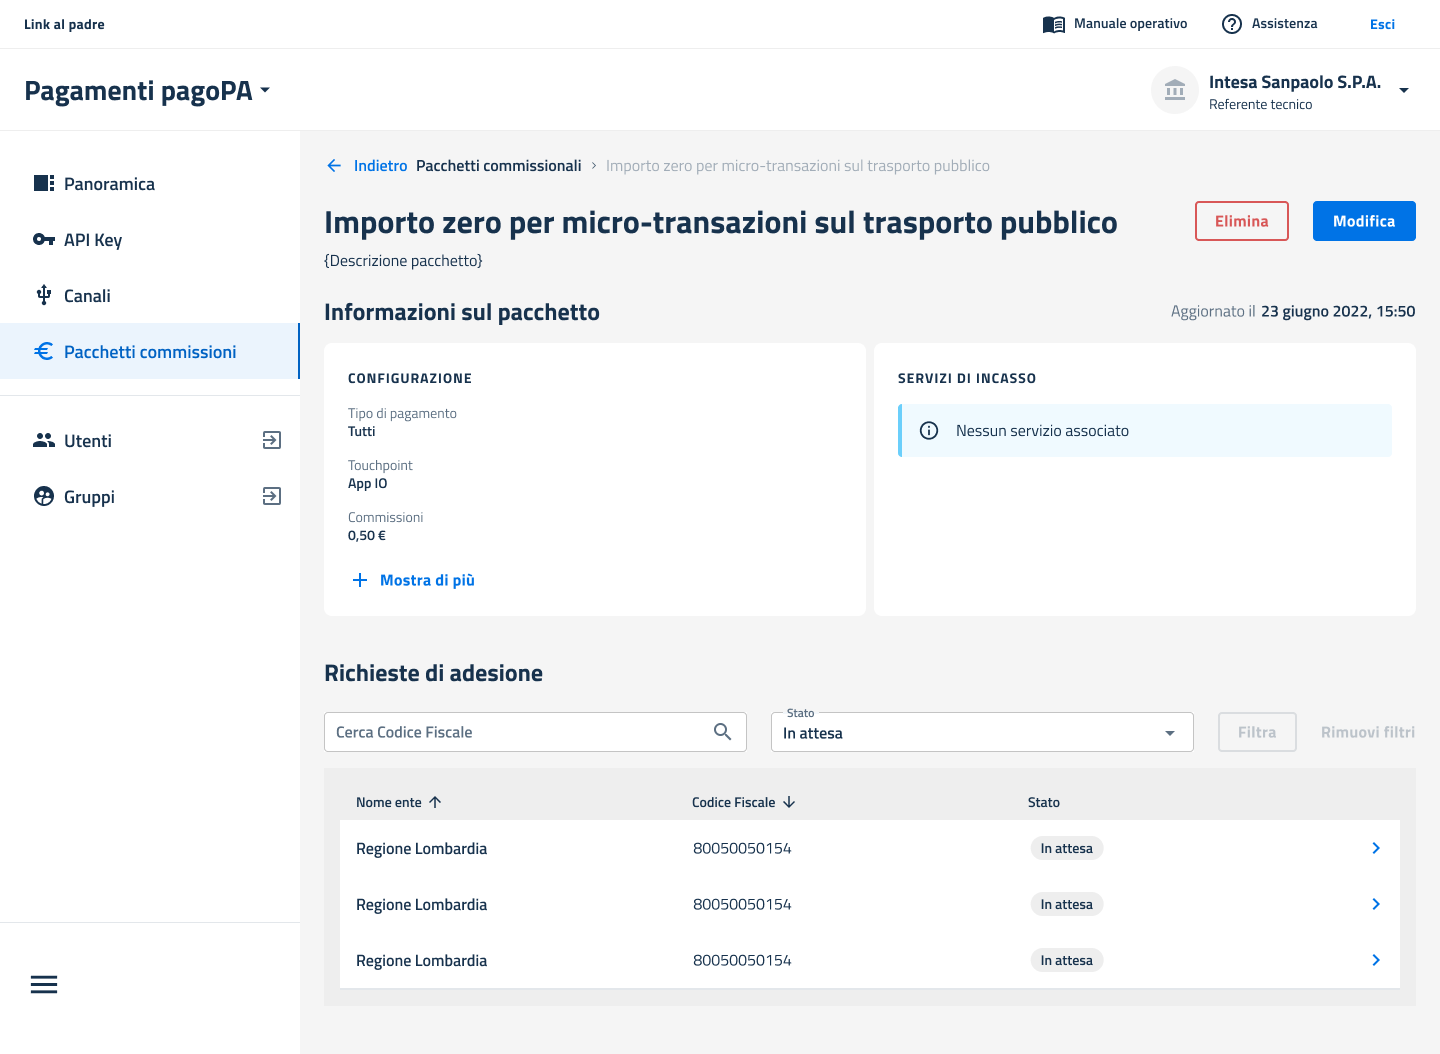 Link al padre
Manuale operativo
Assistenza
Esci
Pagamenti pagoPA
Intesa Sanpaolo S.P.A.
Referente tecnico
Panoramica
API Key
Canali
Pacchetti commissioni
Utenti
Gruppi
Indietro Pacchetti commissionali › Importo zero per micro-transazioni sul trasporto pubblico
Importo zero per micro-transazioni sul trasporto pubblico
Elimina
Modifica
{Descrizione pacchetto}
Informazioni sul pacchetto
Aggiornato il 23 giugno 2022, 15:50
CONFIGURAZIONE
Tipo di pagamento
Tutti
Touchpoint
App IO
Commissioni
0,50 €
Mostra di più
SERVIZI DI INCASSO
Nessun servizio associato
Richieste di adesione
Cerca Codice Fiscale
Stato
In attesa
Filtra
Rimuovi filtri
Nome ente
Codice Fiscale
Stato
Regione Lombardia 80050050154 In attesa
Regione Lombardia 80050050154 In attesa
Regione Lombardia 80050050154 In attesa